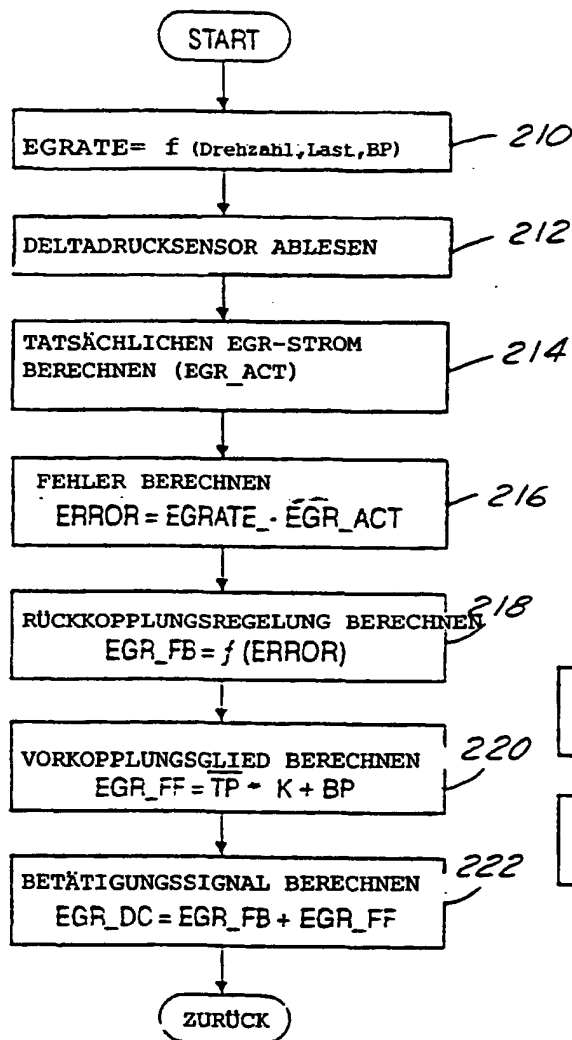 START
EGRATE= f (Drehzahl,Last,BP)
210
DELTADRUCKSENSOR ABLESEN
212
TATSÄCHLICHEN EGR-STROM
BERECHNEN (EGR_ACT)
214
FEHLER BERECHNEN
ERROR = EGRATE_- EGR_ACT
216
RÜCKKOPPLUNGSREGELUNG BERECHNEN
218
EGR_FB = f (ERROR)
VORKOPPLUNGSGLIED BERECHNEN
220
EGR_FF = TP - K + BP
BETÄTIGUNGSSIGNAL BERECHNEN
222
EGR_DC = EGR_FB + EGR_FF
ZURÜCK